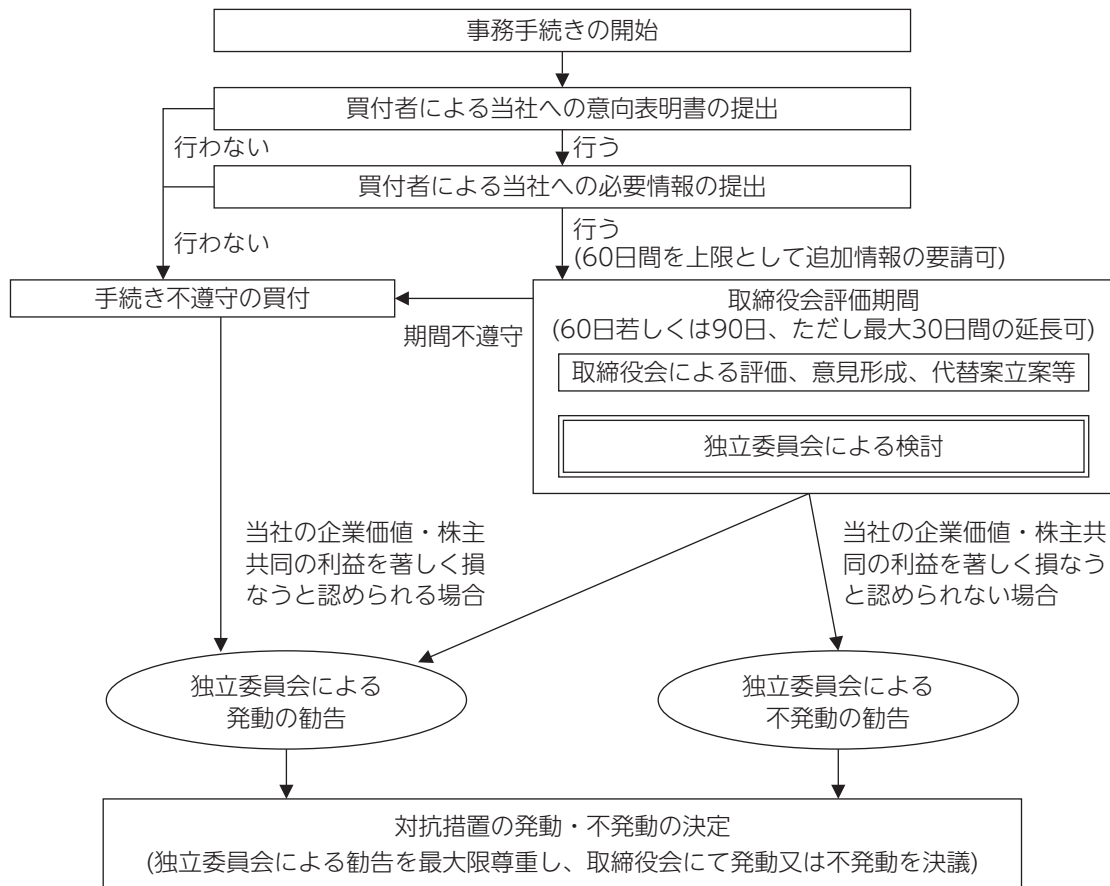 事務手続きの開始
買付者による当社への意向表明書の提出
行わない
行う
買付者による当社への必要情報の提出
行わない
行う
(60日間を上限として追加情報の要請可)
手続き不遵守の買付
期間不遵守
取締役会評価期間
(60日若しくは90日、ただし最大30日間の延長可)
取締役会による評価、意見形成、代替案立案等
独立委員会による検討
当社の企業価値・株主
共同の利益を著しく損
なうと認められる場合
当社の企業価値・株主共
同の利益を著しく損なう
と認められない場合
独立委員会による
発動の勧告
独立委員会による
不発動の勧告
対抗措置の発動・不発動の決定
(独立委員会による勧告を最大限尊重し、取締役会にて発動又は不発動を決議)